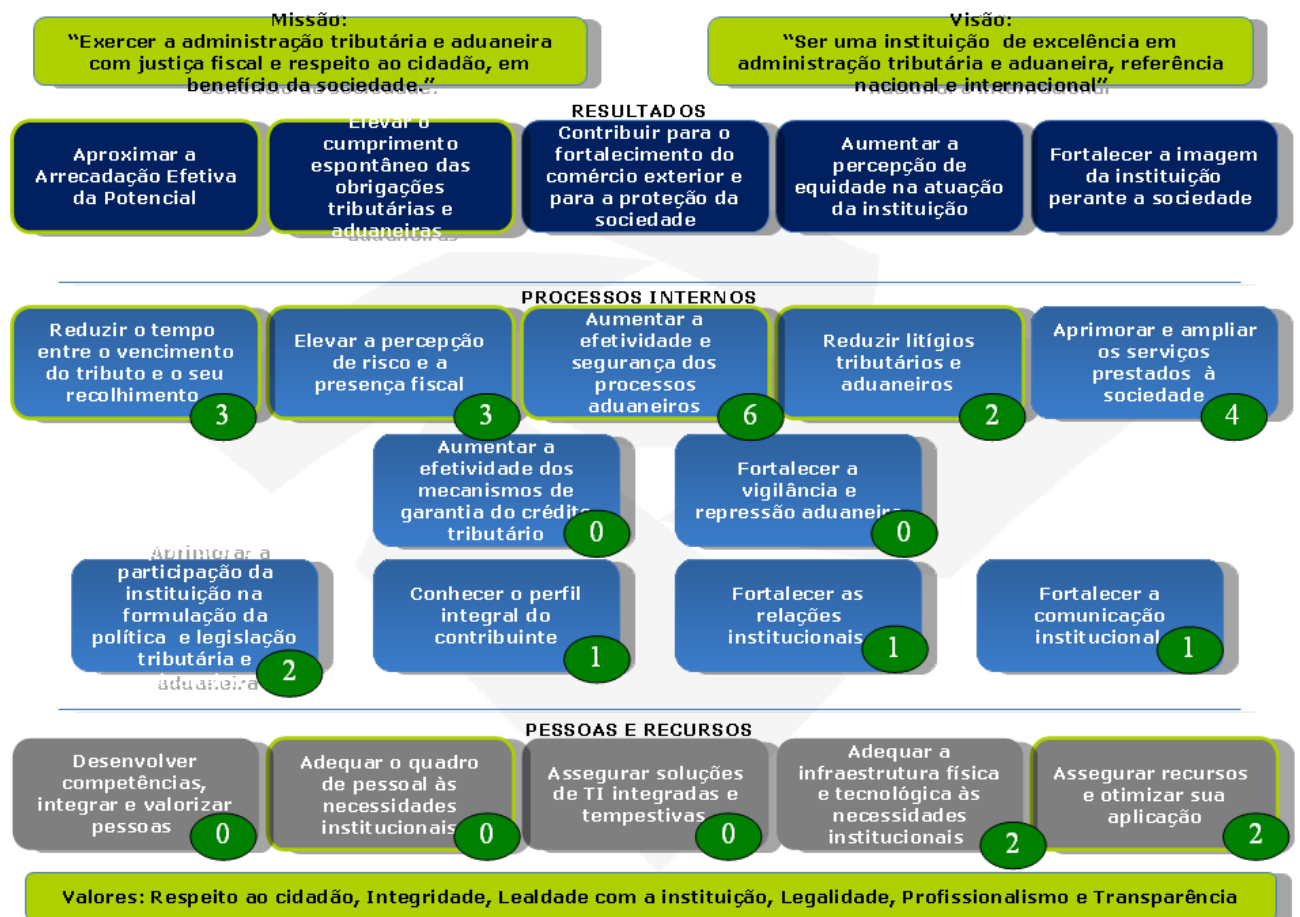 Missão:
“Exercer a administração tributária e aduaneira
com justiça fiscal e respeito ao cidadão, em
benefício da sociedade.”
Visão:
“Ser uma instituição de excelência em
administração tributária e aduaneira, referência
nacional e internacional”
RESULTADOS
Aproximar a
Arrecadação Efetiva
da Potencial
Elevar o
cumprimento
espontâneo das
obrigações
tributárias e
aduaneiras
Contribuir para o
fortalecimento do
comércio exterior e
para a proteção da
sociedade
Aumentar a
percepção de
equidade na atuação
da instituição
Fortalecer a imagem
da instituição
perante a sociedade
PROCESSOS INTERNOS
Reduzir o tempo
entre o vencimento
do tributo e o seu
recolhimento
3
Elevar a percepção
de risco e a
presença fiscal
3
Aumentar a
efetividade e
segurança dos
processos
aduaneiros
6
Reduzir litígios
tributários e
aduaneiros
2
Aprimorar e ampliar
os serviços
prestados à
sociedade
4
Aumentar a
efetividade dos
mecanismos de
garantia do crédito
tributário
0
Fortalecer a
vigilância e
repressão aduaneira
0
Aprimorar a
participação da
instituição na
formulação da
política e legislação
tributária e
aduaneira
2
Conhecer o perfil
integral do
contribuinte
1
Fortalecer as
relações
institucionais
1
Fortalecer a
comunicação
institucional
1
PESSOAS E RECURSOS
Desenvolver
competências,
integrar e valorizar
pessoas
0
Adequar o quadro
de pessoal às
necessidades
institucionais
0
Assegurar soluções
de TI integradas e
tempestivas
0
Adequar a
infraestrutura física
e tecnológica às
necessidades
institucionais
2
Assegurar recursos
e otimizar sua
aplicação
2
Valores: Respeito ao cidadão, Integridade, Lealdade com a instituição, Legalidade, Profissionalismo e Transparência